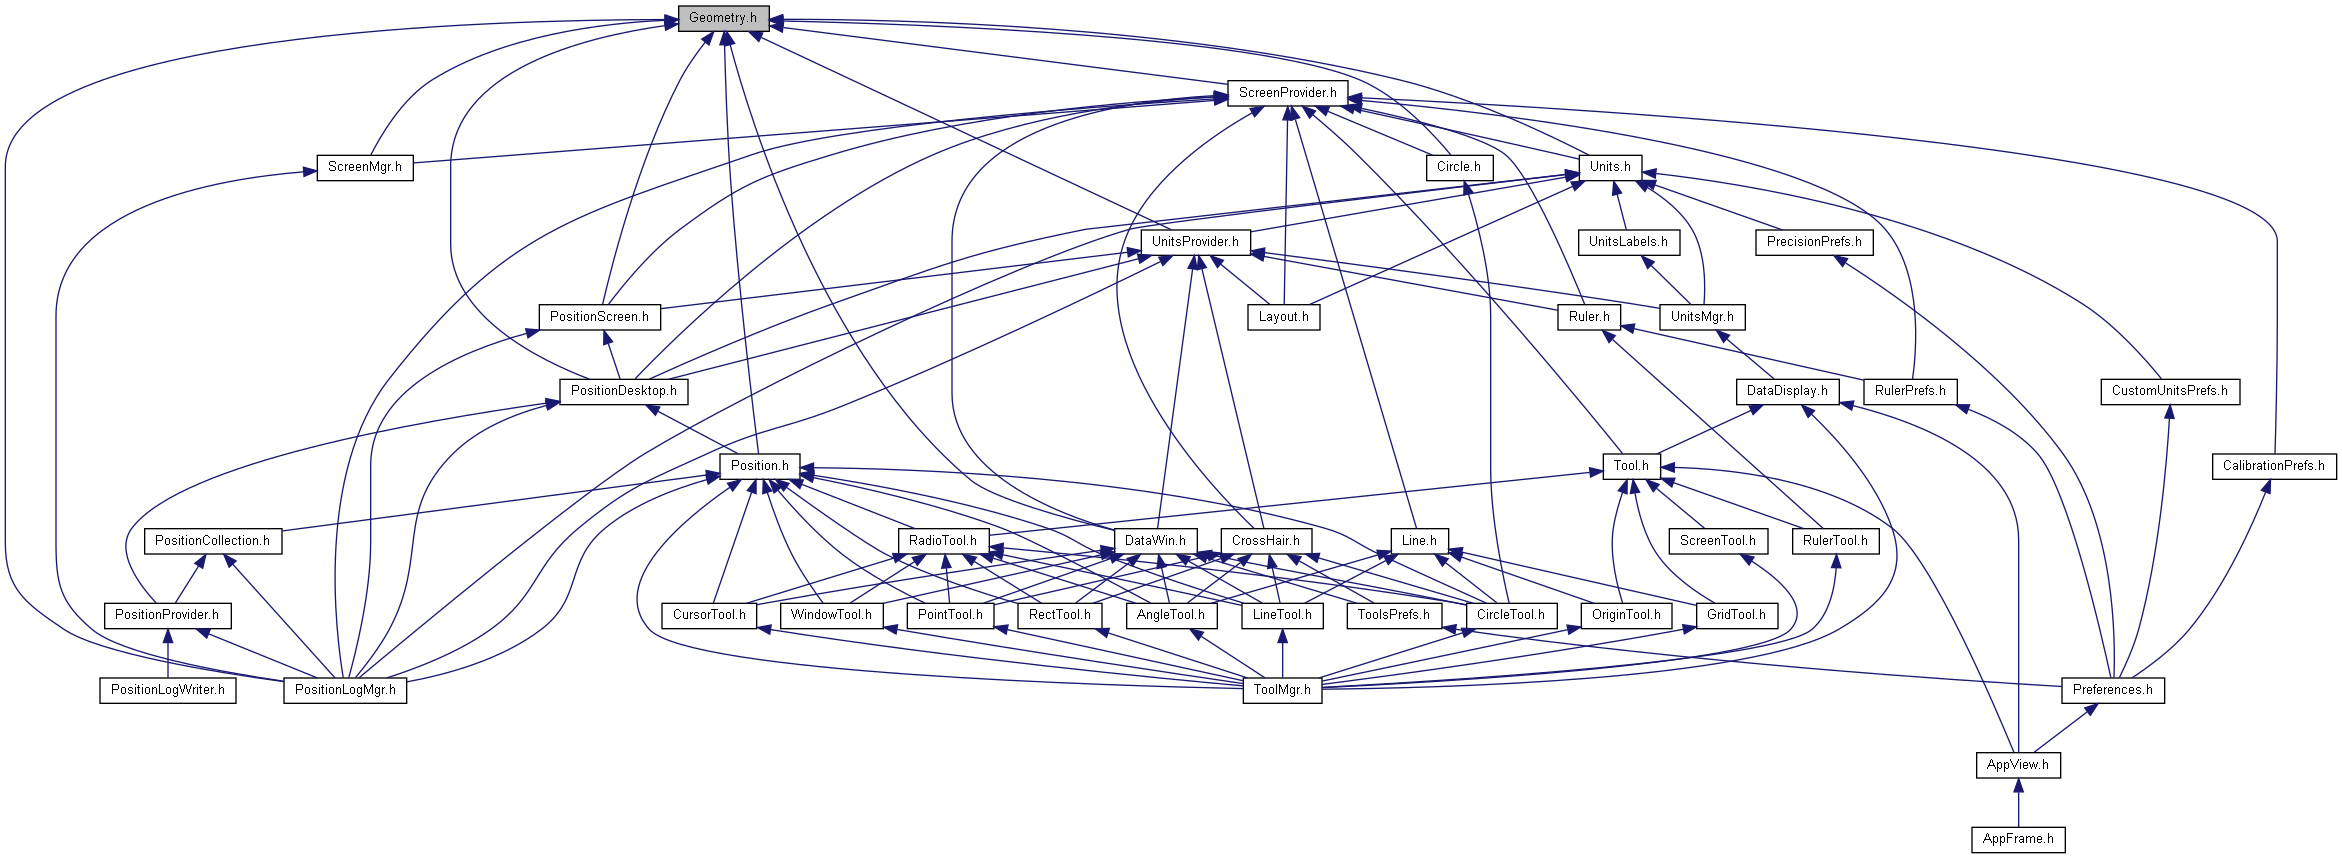 Geometry.h
ScreenProvider.h
ScreenMgr.h
Circle.h
Units.h
UnitsProvider.h
UnitsLabels.h
PrecisionPrefs.h
PositionScreen.h
Layout.h
Ruler.h
UnitsMgr.h
PositionDesktop.h
DataDisplay.h
RulerPrefs.h
CustomUnitsPrefs.h
Position.h
Tool.h
CalibrationPrefs.h
PositionCollection.h
RadioTool.h
DataWin.h
CrossHair.h
Line.h
ScreenTool.h
RulerTool.h
PositionProvider.h
CursorTool.h
WindowTool.h
PointTool.h
RectTool.h
AngleTool.h
LineTool.h
ToolsPrefs.h
CircleTool.h
OriginTool.h
GridTool.h
PositionLogWriter.h
PositionLogMgr.h
ToolMgr.h
Preferences.h
AppView.h
AppFrame.h